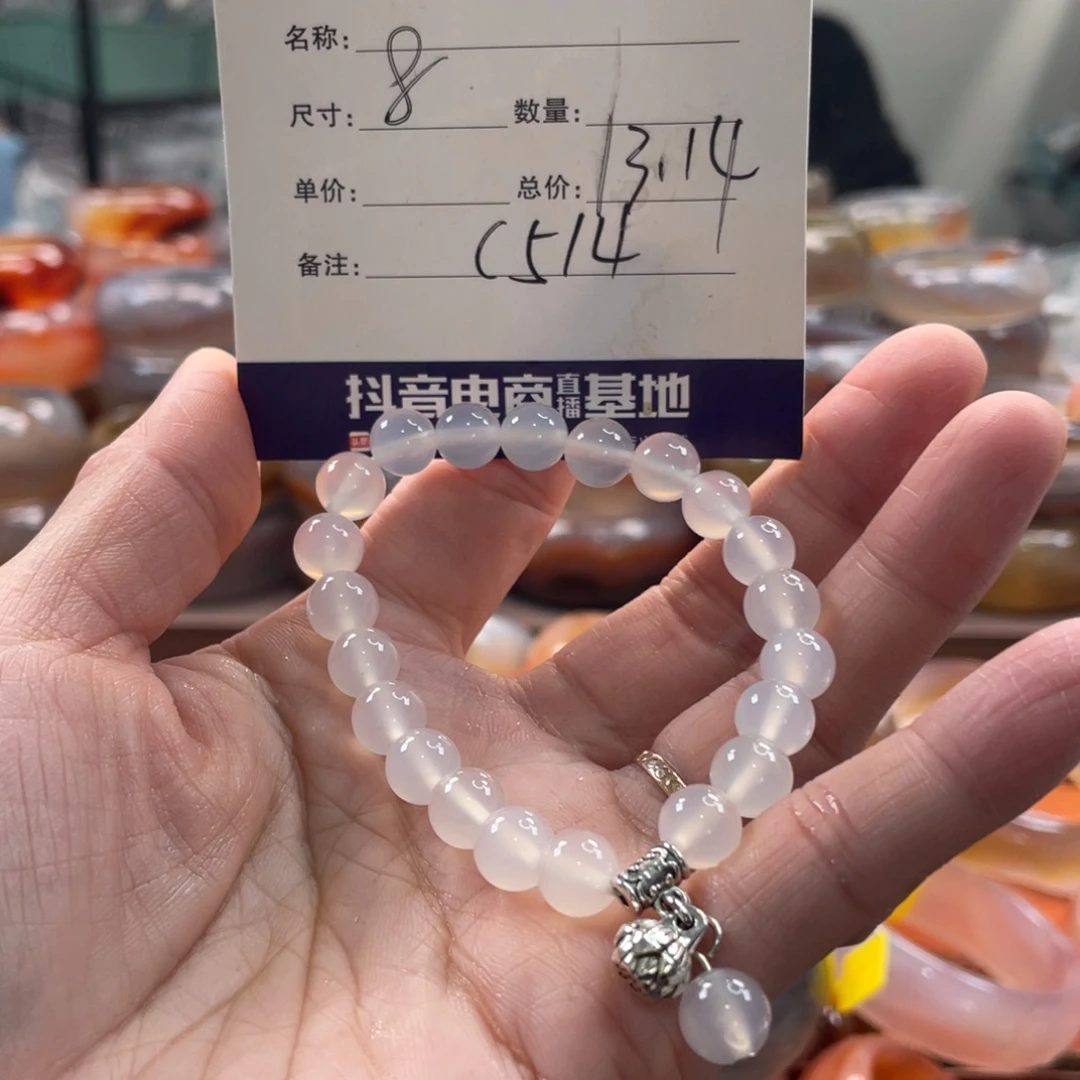 名称:
尺寸: 8 数量:
单价: 总价: 13.14
备注: C514
抖音电商直播基地